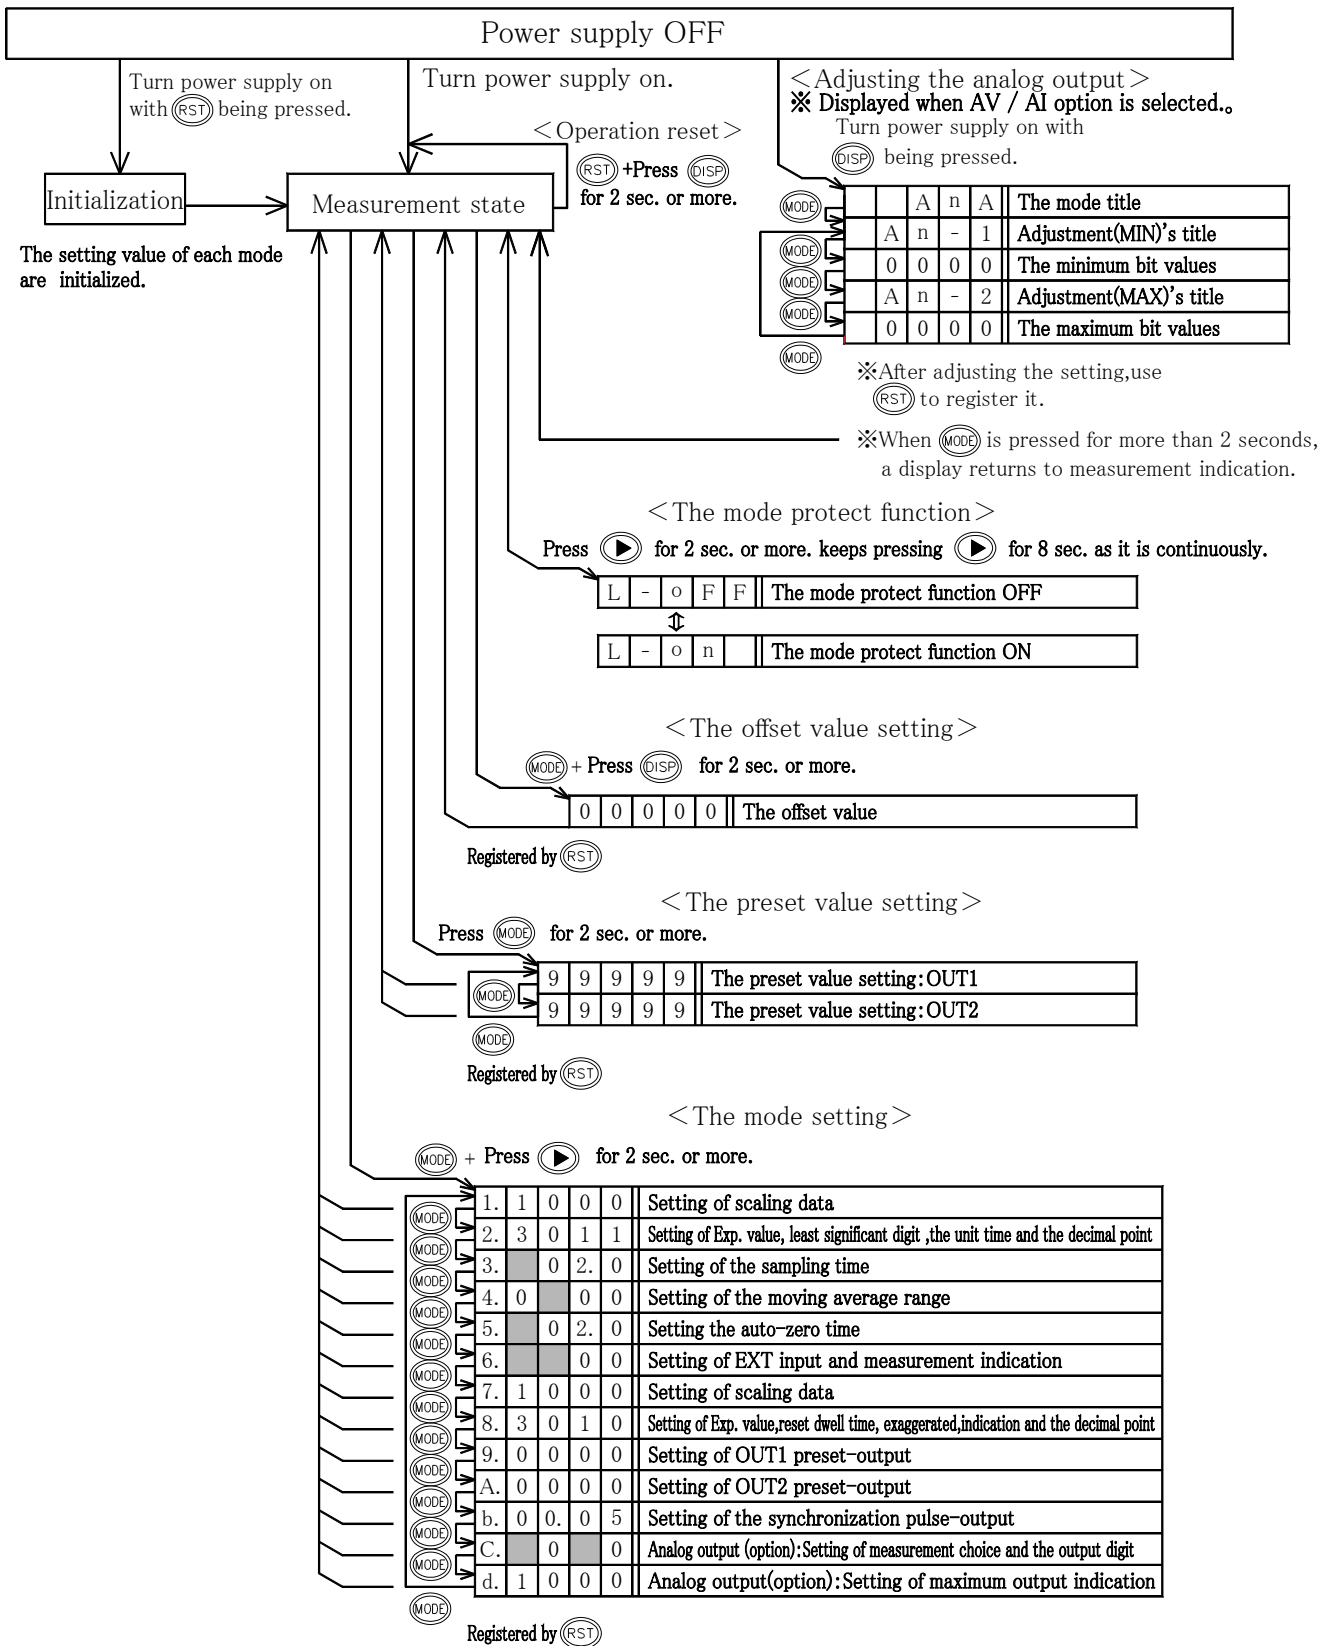 Power supply OFF
Turn power supply on
with RST being pressed.
Turn power supply on.
<Operation reset>
RST +Press DISP
for 2 sec. or more.
<Adjusting the analog output>
※ Displayed when AV / AI option is selected.。
Turn power supply on with
DISP being pressed.
Initialization
Measurement state
The setting value of each mode
are initialized.
MODE
A n A The mode title
A n - 1 Adjustment(MIN)'s title
MODE
0 0 0 0 The minimum bit values
MODE
A n - 2 Adjustment(MAX)'s title
MODE
0 0 0 0 The maximum bit values
MODE
※After adjusting the setting,use
RST to register it.
※When MODE is pressed for more than 2 seconds,
a display returns to measurement indication.
<The mode protect function>
Press ▶ for 2 sec. or more. keeps pressing ▶ for 8 sec. as it is continuously.
L - o F F The mode protect function OFF
⇕
L - o n The mode protect function ON
<The offset value setting>
MODE + Press DISP for 2 sec. or more.
0 0 0 0 0 The offset value
Registered by RST
<The preset value setting>
Press MODE for 2 sec. or more.
9 9 9 9 9 The preset value setting:OUT1
MODE
9 9 9 9 9 The preset value setting:OUT2
MODE
Registered by RST
<The mode setting>
MODE + Press ▶ for 2 sec. or more.
1. 1 0 0 0 Setting of scaling data
MODE
2. 3 0 1 1 Setting of Exp. value, least significant digit ,the unit time and the decimal point
MODE
3. 0 2. 0 Setting of the sampling time
MODE
4. 0 0 0 Setting of the moving average range
MODE
5. 0 2. 0 Setting the auto-zero time
MODE
6. 0 0 Setting of EXT input and measurement indication
MODE
7. 1 0 0 0 Setting of scaling data
MODE
8. 3 0 1 0 Setting of Exp. value,reset dwell time, exaggerated,indication and the decimal point
MODE
9. 0 0 0 0 Setting of OUT1 preset-output
MODE
A. 0 0 0 0 Setting of OUT2 preset-output
MODE
b. 0 0. 0 5 Setting of the synchronization pulse-output
MODE
C. 0 0 Analog output (option):Setting of measurement choice and the output digit
MODE
d. 1 0 0 0 Analog output(option):Setting of maximum output indication
MODE
Registered by RST